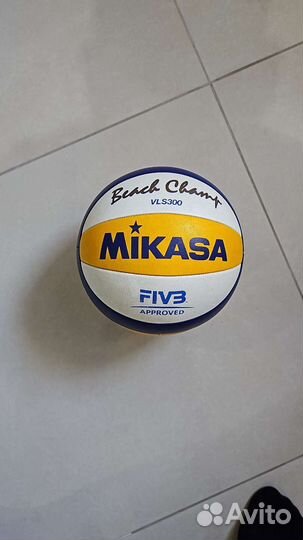 Beach Champ
VLS300
MIKASA
FIVB
APPROVED
Avito